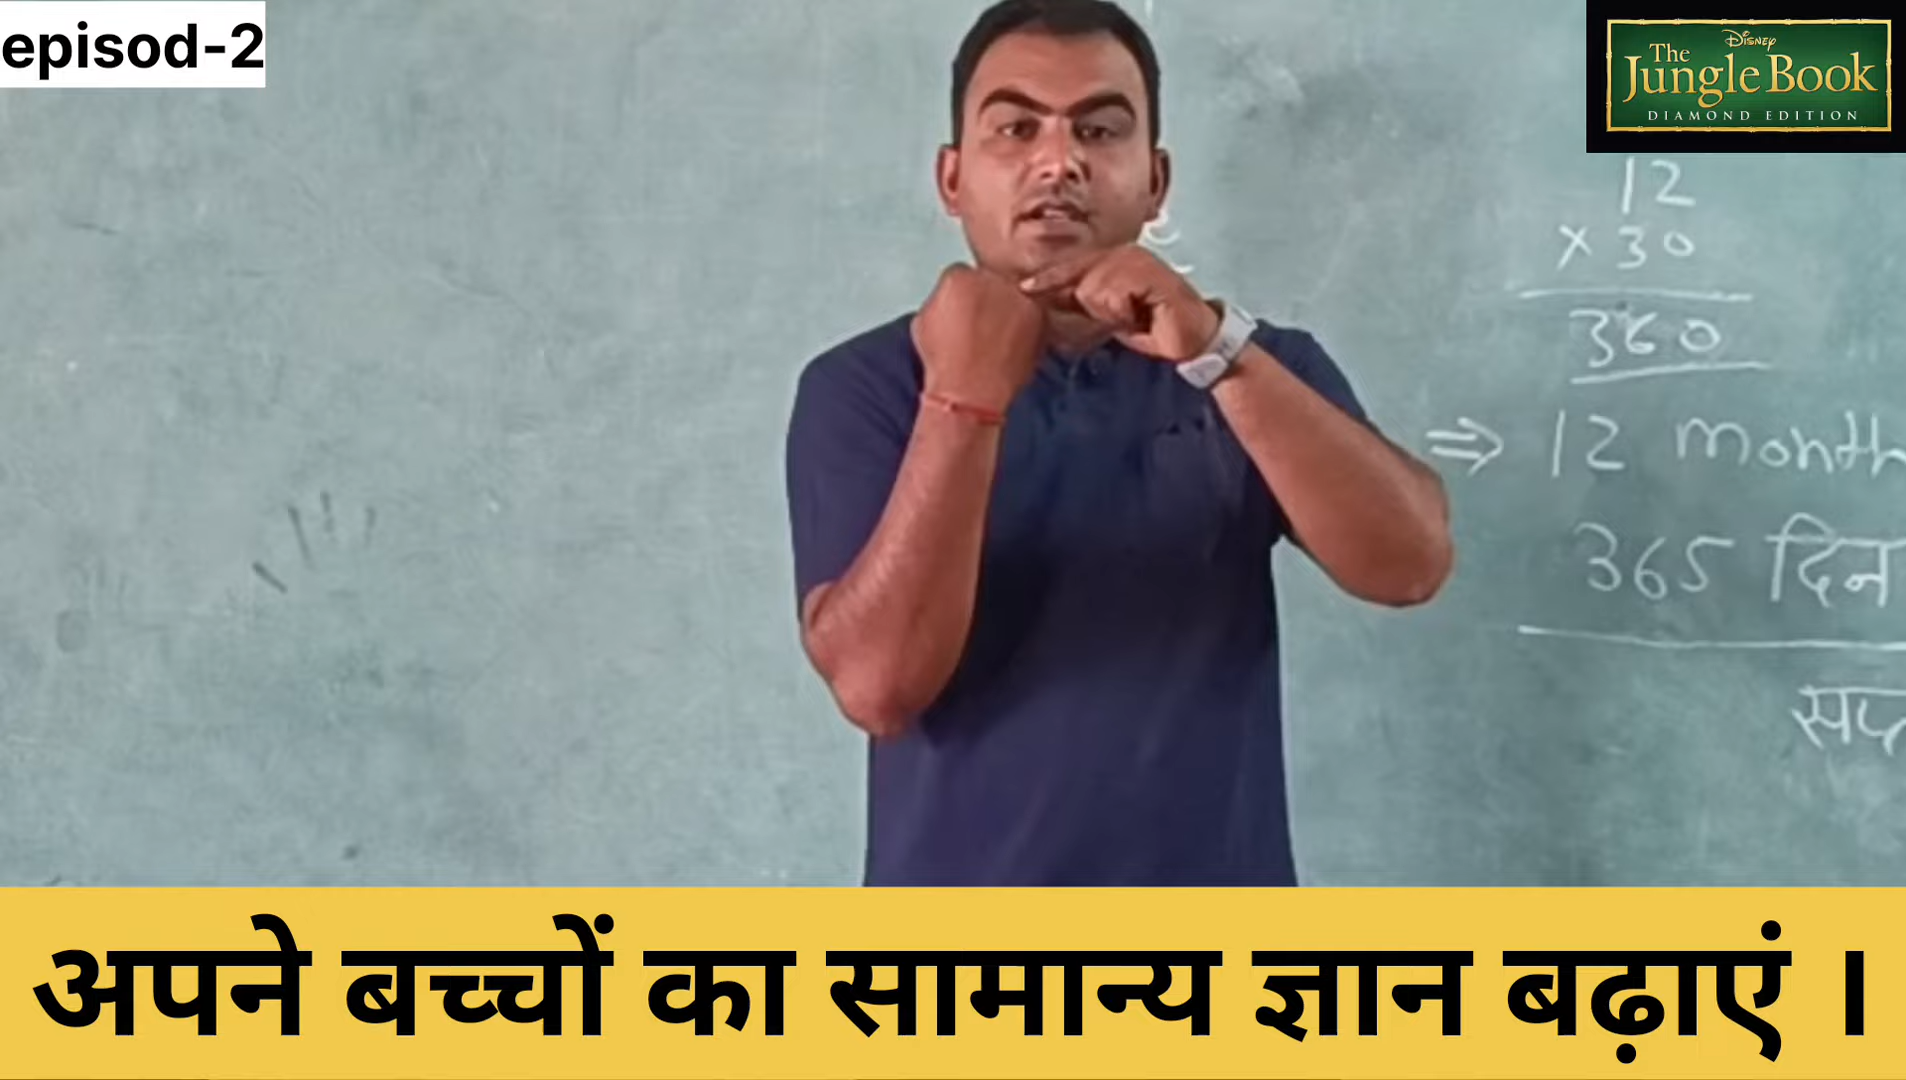 episod-2
Disney
The
Jungle Book
DIAMOND EDITION
12
× 30
360
⇒ 12 month
365 दिन
अपने बच्चों का सामान्य ज्ञान बढ़ाएं ।